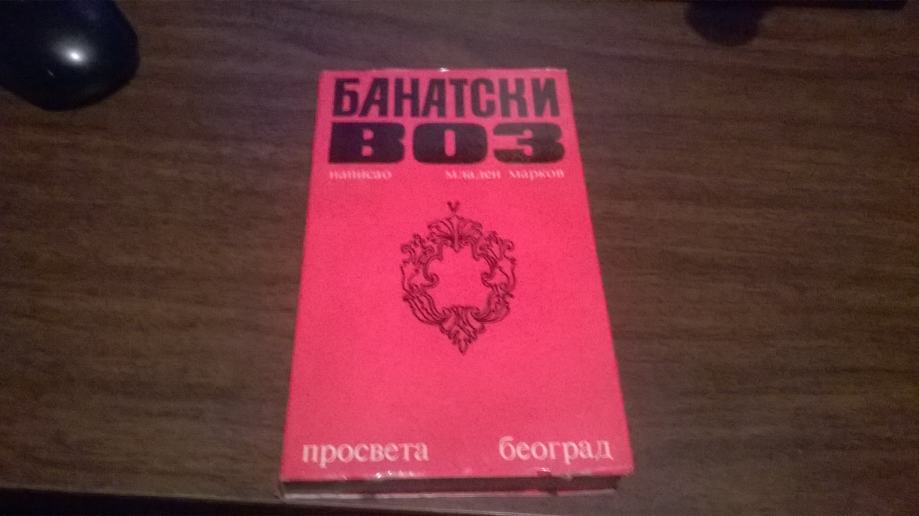 БАНАТСКИ
ВОЗ
написао младен марков
просвета београд